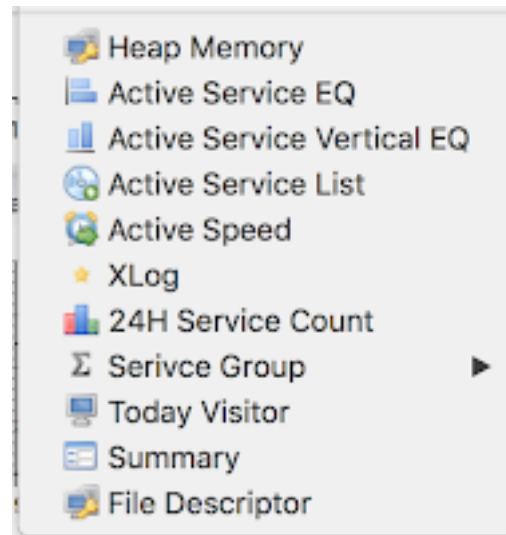 Heap Memory
Active Service EQ
Active Service Vertical EQ
Active Service List
Active Speed
XLog
24H Service Count
Σ Serivce Group
Today Visitor
Summary
File Descriptor